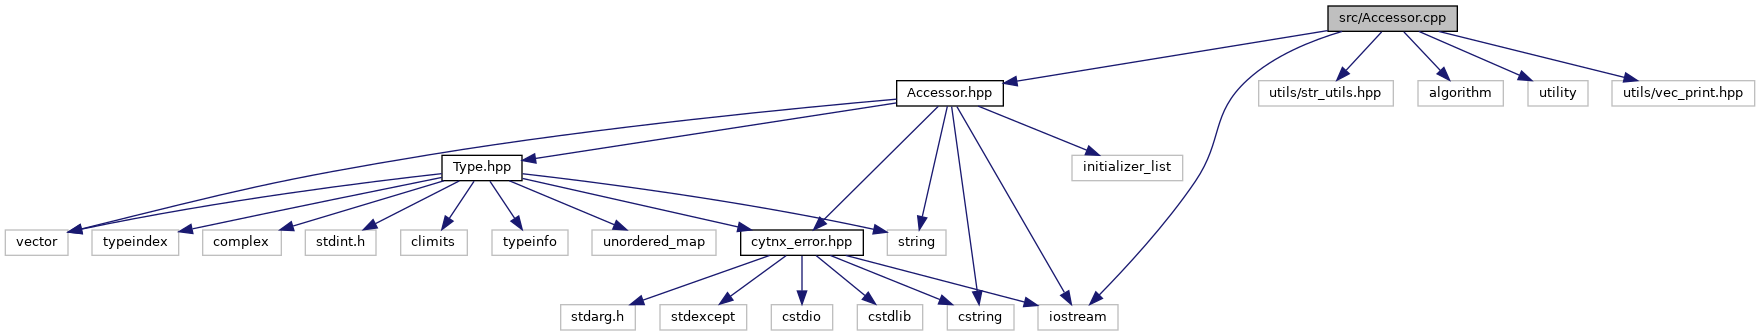 src/Accessor.cpp
Accessor.hpp
utils/str_utils.hpp
algorithm
utility
utils/vec_print.hpp
Type.hpp
initializer_list
vector
typeindex
complex
stdint.h
climits
typeinfo
unordered_map
cytnx_error.hpp
string
stdarg.h
stdexcept
cstdio
cstdlib
cstring
iostream